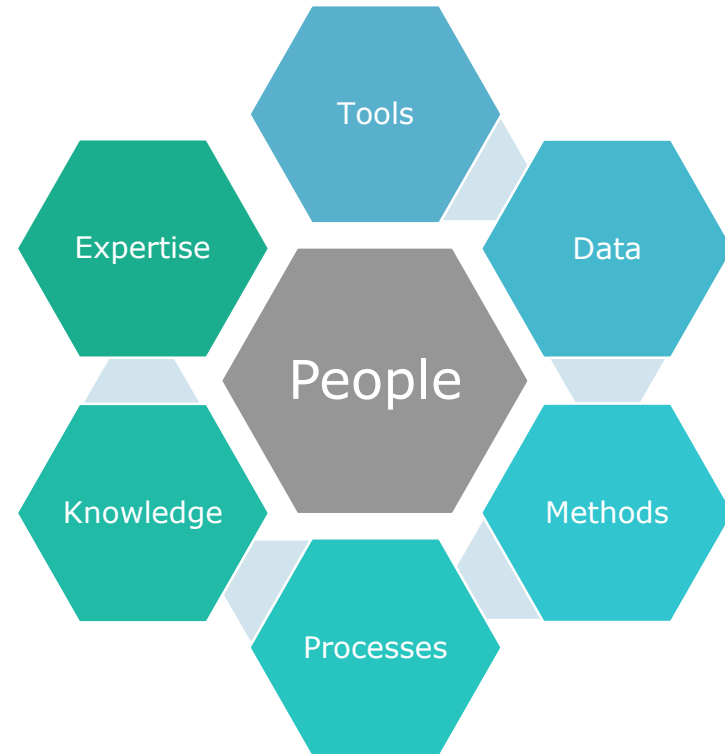 Tools
Expertise
Data
People
Knowledge
Methods
Processes